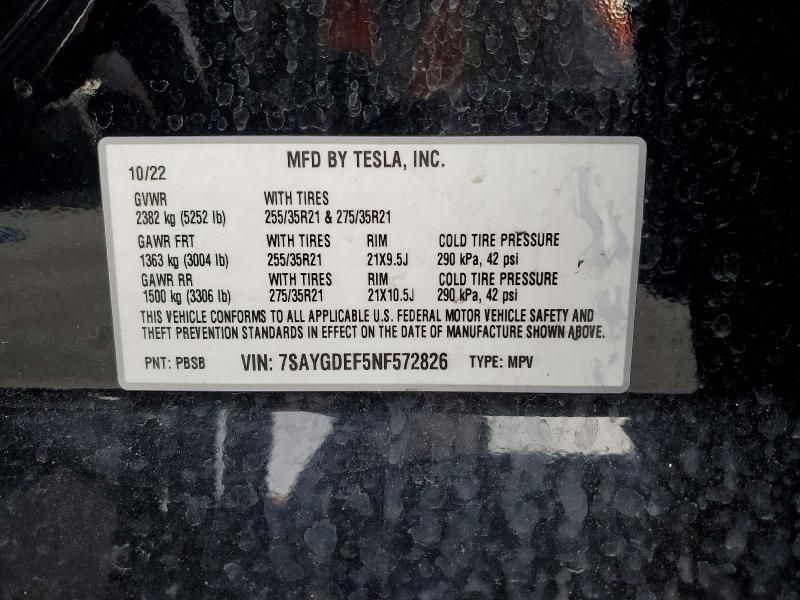 MFD BY TESLA, INC.
10/22
GVWR WITH TIRES
2382 kg (5252 lb) 255/35R21 & 275/35R21
GAWR FRT WITH TIRES RIM COLD TIRE PRESSURE
1363 kg (3004 lb) 255/35R21 21X9.5J 290 kPa, 42 psi
GAWR RR WITH TIRES RIM COLD TIRE PRESSURE
1500 kg (3306 lb) 275/35R21 21X10.5J 290 kPa, 42 psi
THIS VEHICLE CONFORMS TO ALL APPLICABLE U.S. FEDERAL MOTOR VEHICLE SAFETY AND
THEFT PREVENTION STANDARDS IN EFFECT ON THE DATE OF MANUFACTURE SHOWN ABOVE.
PNT: PBSB VIN: 7SAYGDEF5NF572826 TYPE: MPV